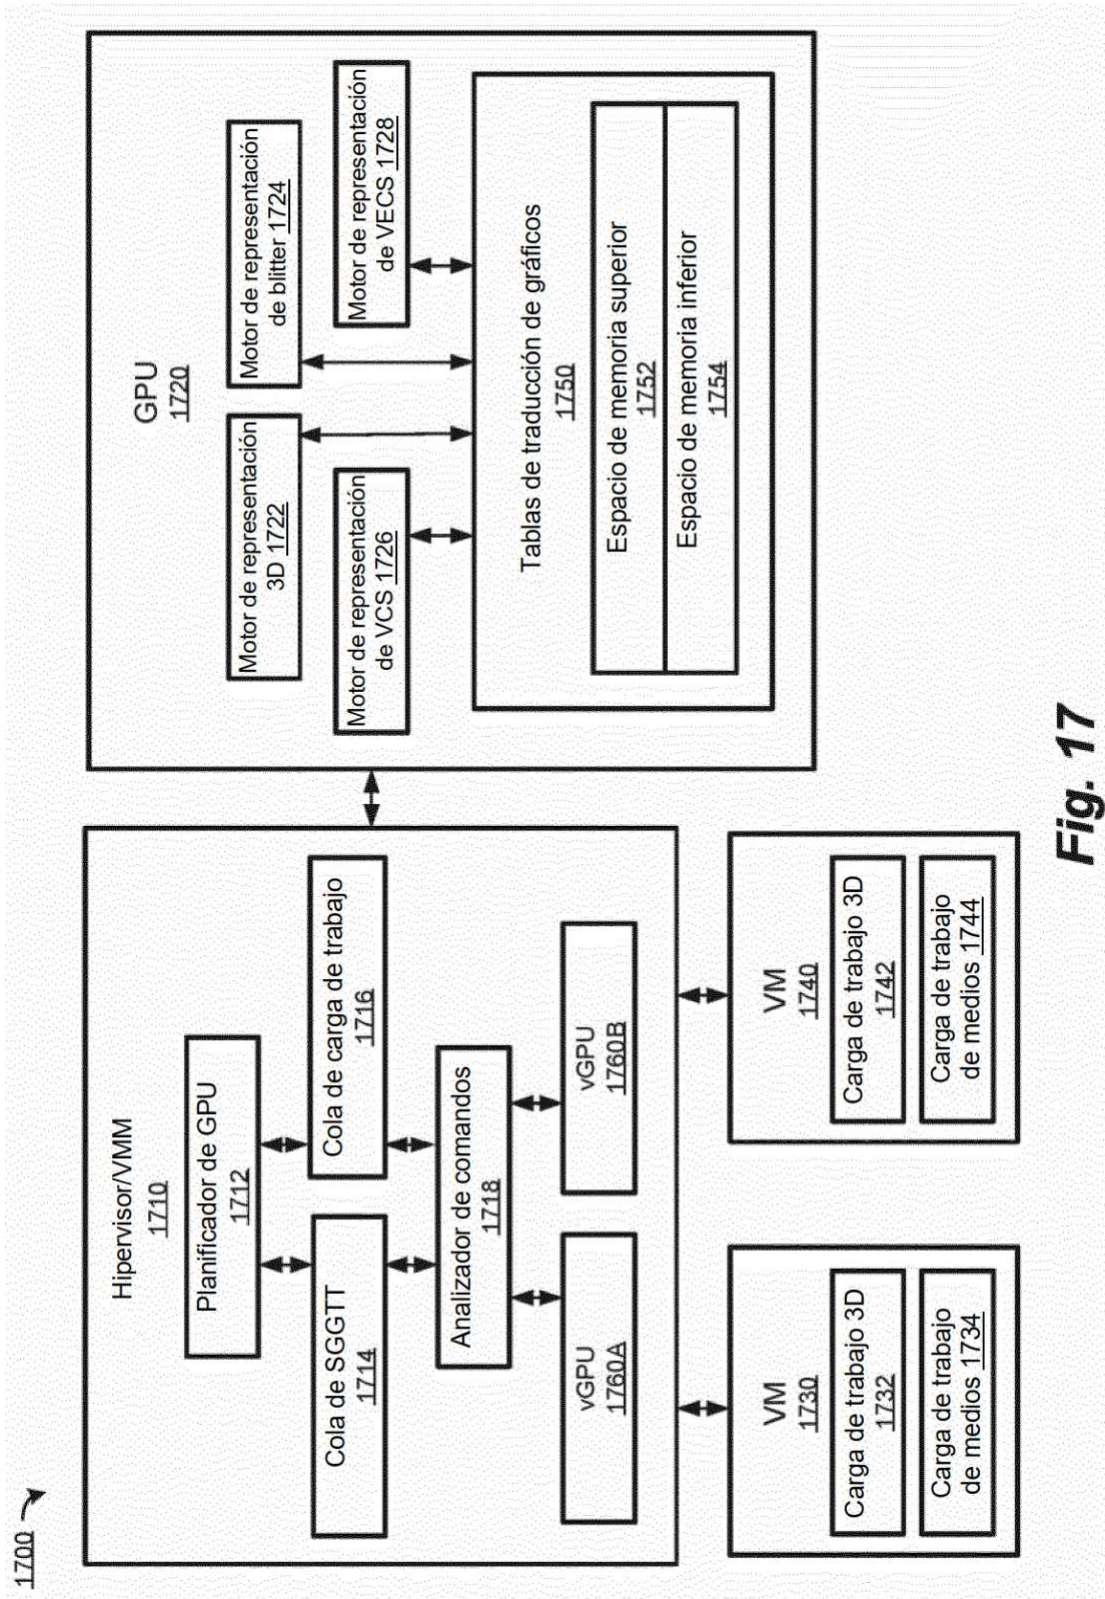 1700
Hipervisor/VMM
1710
Planificador de GPU
1712
Cola de SGGTT
1714
Cola de carga de trabajo
1716
Analizador de comandos
1718
vGPU
1760A
vGPU
1760B
VM
1730
Carga de trabajo 3D
1732
Carga de trabajo
de medios 1734
VM
1740
Carga de trabajo 3D
1742
Carga de trabajo
de medios 1744
GPU
1720
Motor de representación
3D 1722
Motor de representación
de blitter 1724
Motor de representación
de VCS 1726
Motor de representación
de VECS 1728
Tablas de traducción de gráficos
1750
Espacio de memoria superior
1752
Espacio de memoria inferior
1754
Fig. 17